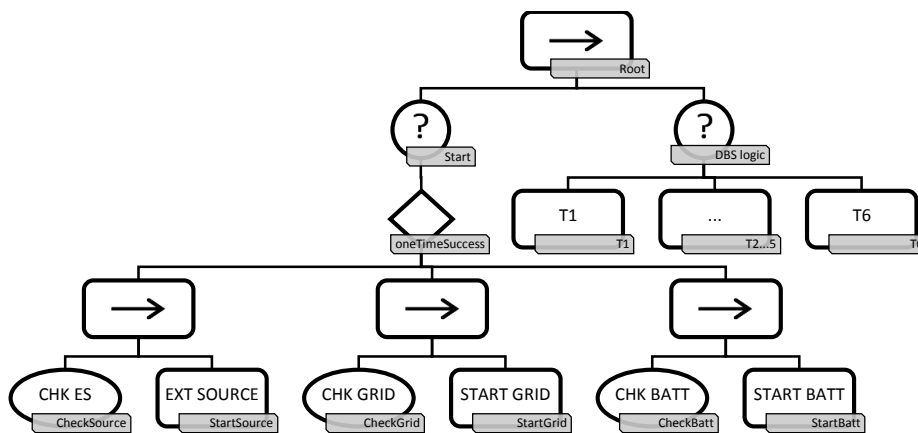 Root
?
Start
?
DBS logic
oneTimeSuccess
T1
T1
...
T2...5
T6
CHK ES
CheckSource
EXT SOURCE
StartSource
CHK GRID
CheckGrid
START GRID
StartGrid
CHK BATT
CheckBatt
START BATT
StartBatt